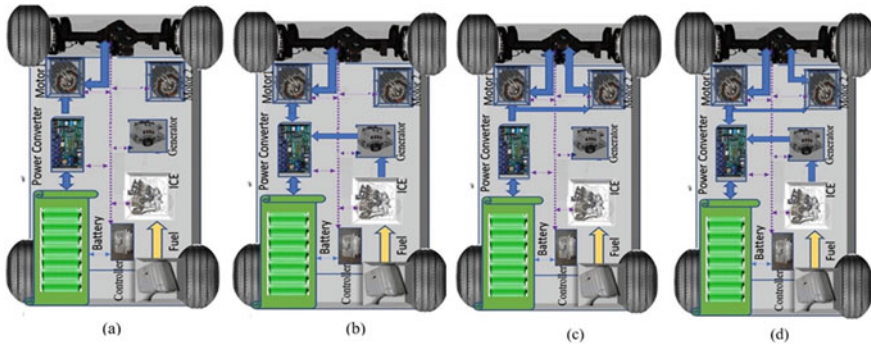 Motor1
Motor 2
Power Converter
Generator
ICE
Battery
Fuel
Controller
(a)
Motor
Motor 2
Power Converter
Generator
ICE
Battery
Fuel
Controller
(b)
Motor
Motor 2
Power Converter
Generator
ICE
Battery
Fuel
Controller
(c)
Motor
Motor 2
Power Converter
Generator
ICE
Battery
Fuel
Controller
(d)